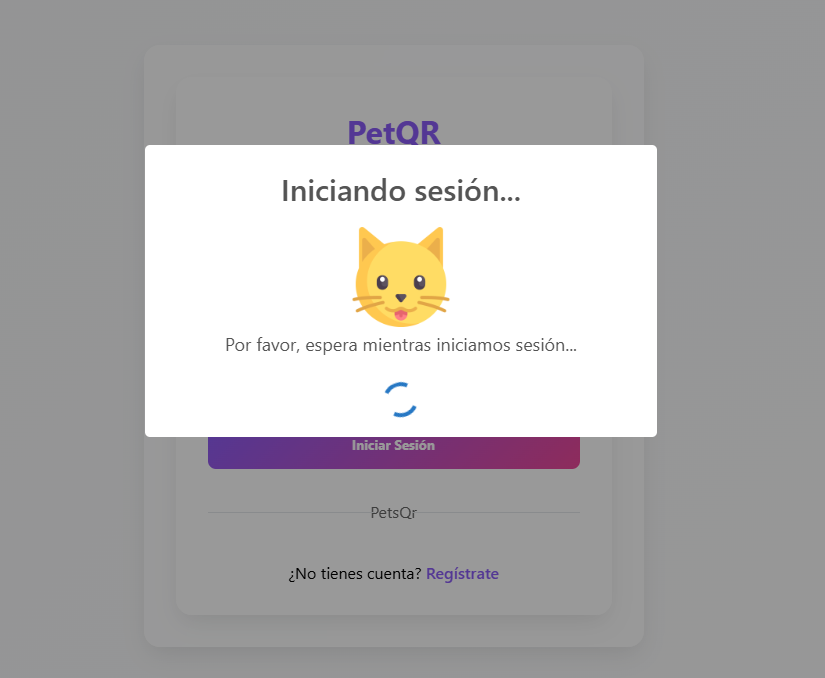 PetQR
Iniciando sesión...
Por favor, espera mientras iniciamos sesión...
Iniciar Sesión
PetsQr
¿No tienes cuenta? Regístrate